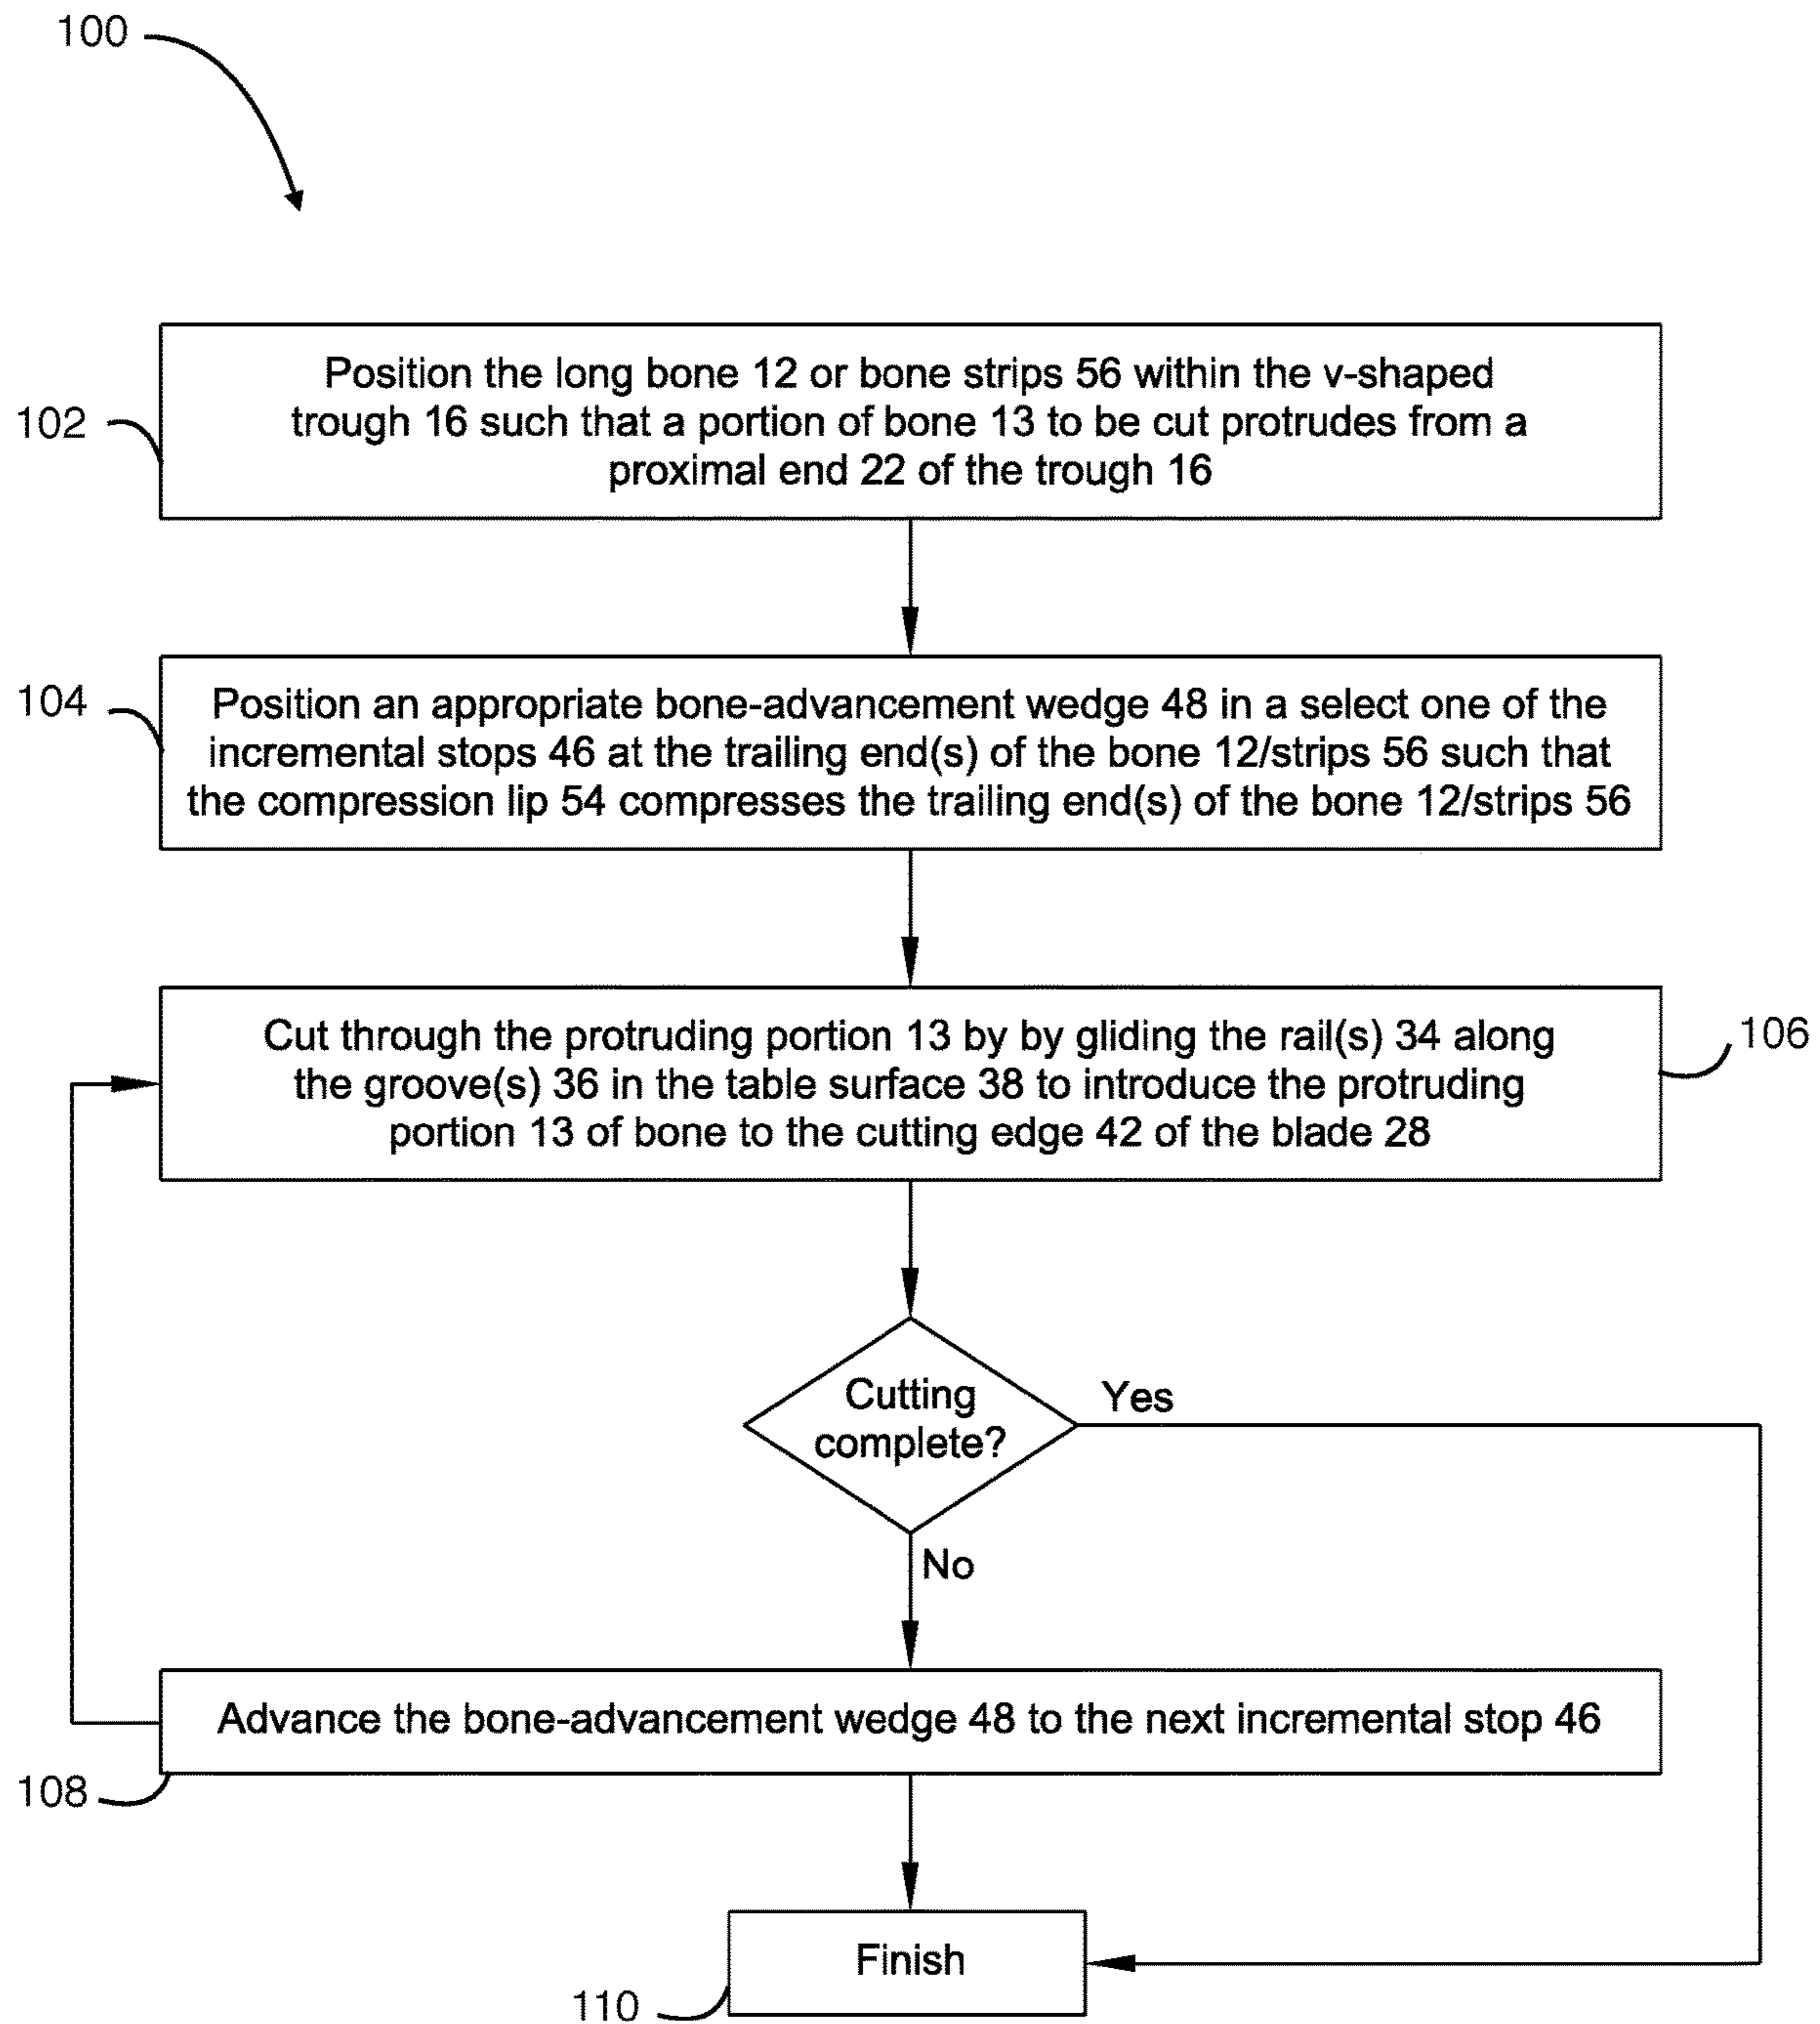 100
Position the long bone 12 or bone strips 56 within the v-shaped
trough 16 such that a portion of bone 13 to be cut protrudes from a
proximal end 22 of the trough 16
102
Position an appropriate bone-advancement wedge 48 in a select one of the
incremental stops 46 at the trailing end(s) of the bone 12/strips 56 such that
the compression lip 54 compresses the trailing end(s) of the bone 12/strips 56
104
Cut through the protruding portion 13 by by gliding the rail(s) 34 along
the groove(s) 36 in the table surface 38 to introduce the protruding
portion 13 of bone to the cutting edge 42 of the blade 28
106
Cutting
complete?
Yes
No
Advance the bone-advancement wedge 48 to the next incremental stop 46
108
Finish
110